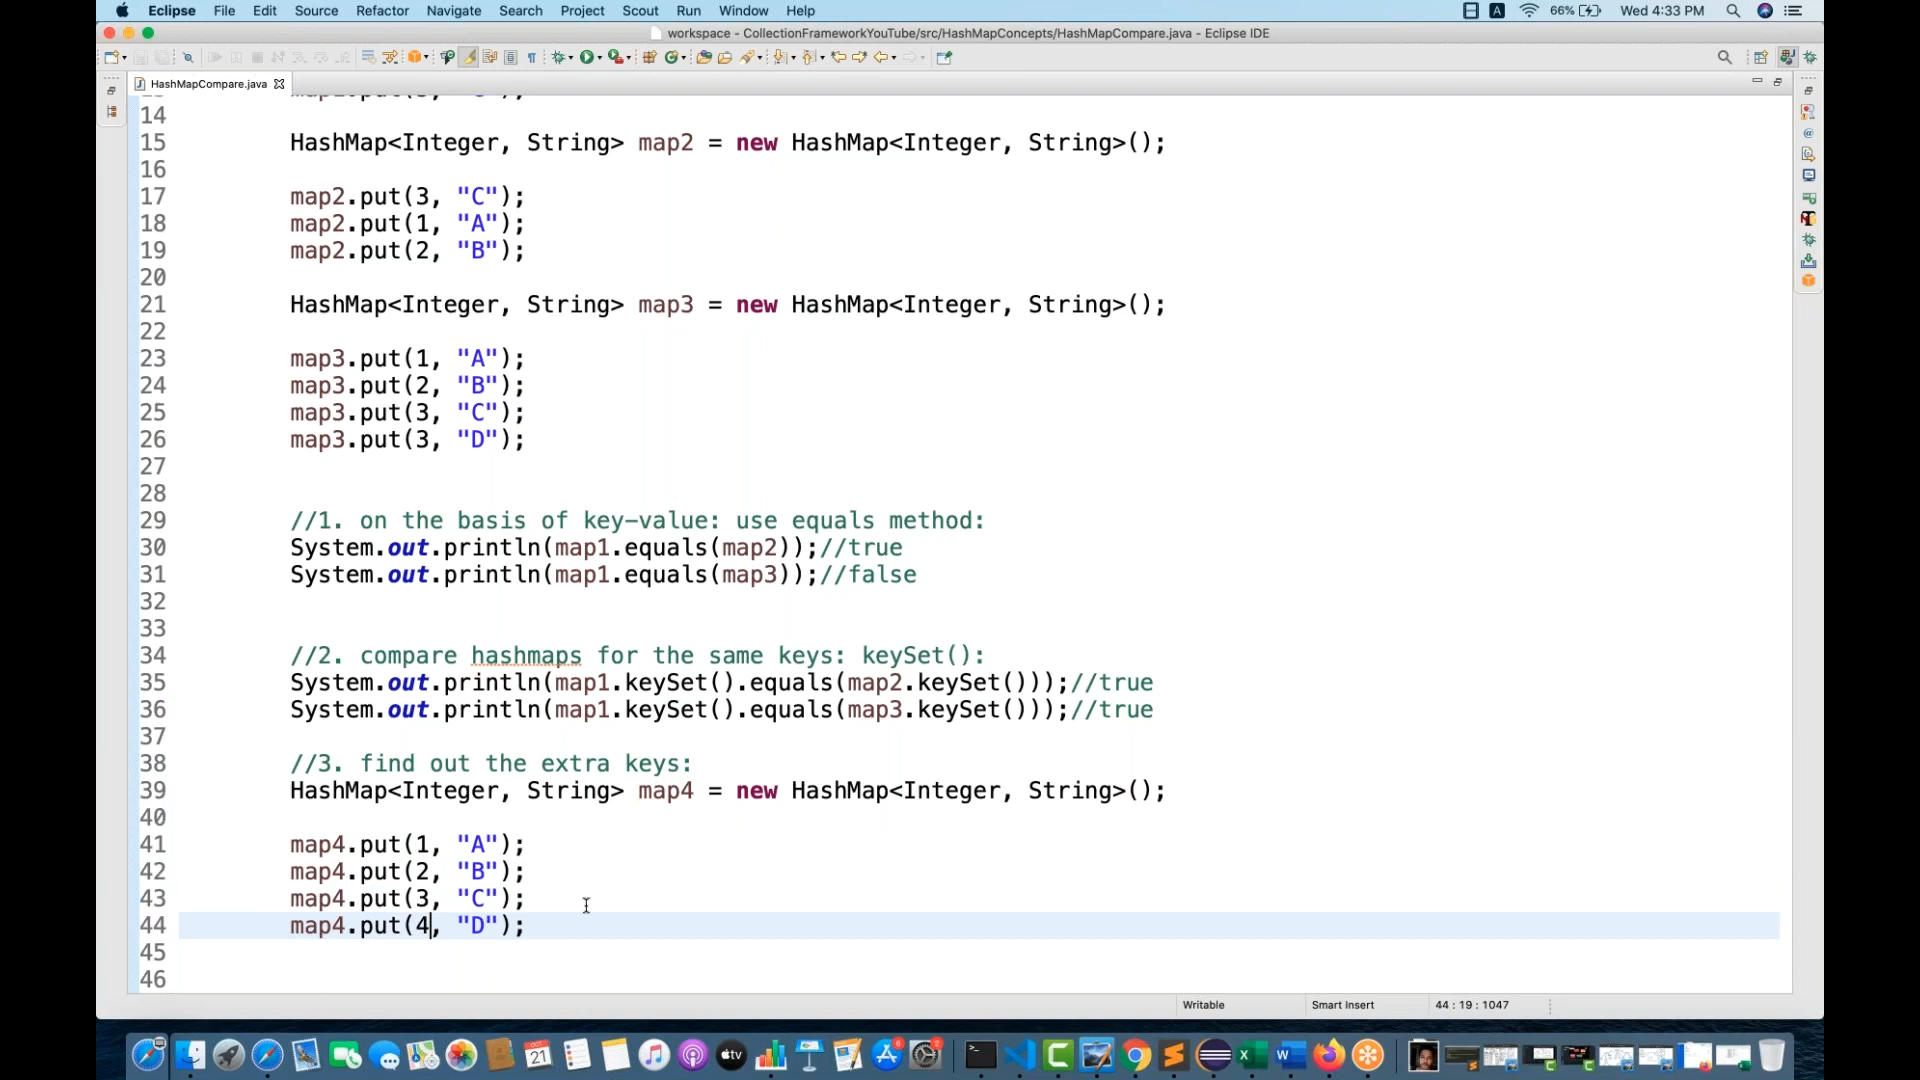 Eclipse File Edit Source Refactor Navigate Search Project Scout Run Window Help 66% Wed 4:33 PM
workspace - CollectionFrameworkYouTube/src/HashMapConcepts/HashMapCompare.java - Eclipse IDE
HashMapCompare.java
14
15 HashMap<Integer, String> map2 = new HashMap<Integer, String>();
16
17 map2.put(3, "C");
18 map2.put(1, "A");
19 map2.put(2, "B");
20
21 HashMap<Integer, String> map3 = new HashMap<Integer, String>();
22
23 map3.put(1, "A");
24 map3.put(2, "B");
25 map3.put(3, "C");
26 map3.put(3, "D");
27
28
29 //1. on the basis of key-value: use equals method:
30 System.out.println(map1.equals(map2));//true
31 System.out.println(map1.equals(map3));//false
32
33
34 //2. compare hashmaps for the same keys: keySet():
35 System.out.println(map1.keySet().equals(map2.keySet()));//true
36 System.out.println(map1.keySet().equals(map3.keySet()));//true
37
38 //3. find out the extra keys:
39 HashMap<Integer, String> map4 = new HashMap<Integer, String>();
40
41 map4.put(1, "A");
42 map4.put(2, "B");
43 map4.put(3, "C");
44 map4.put(4, "D");
45
46
Writable Smart Insert 44 : 19 : 1047
OCT
21
tv